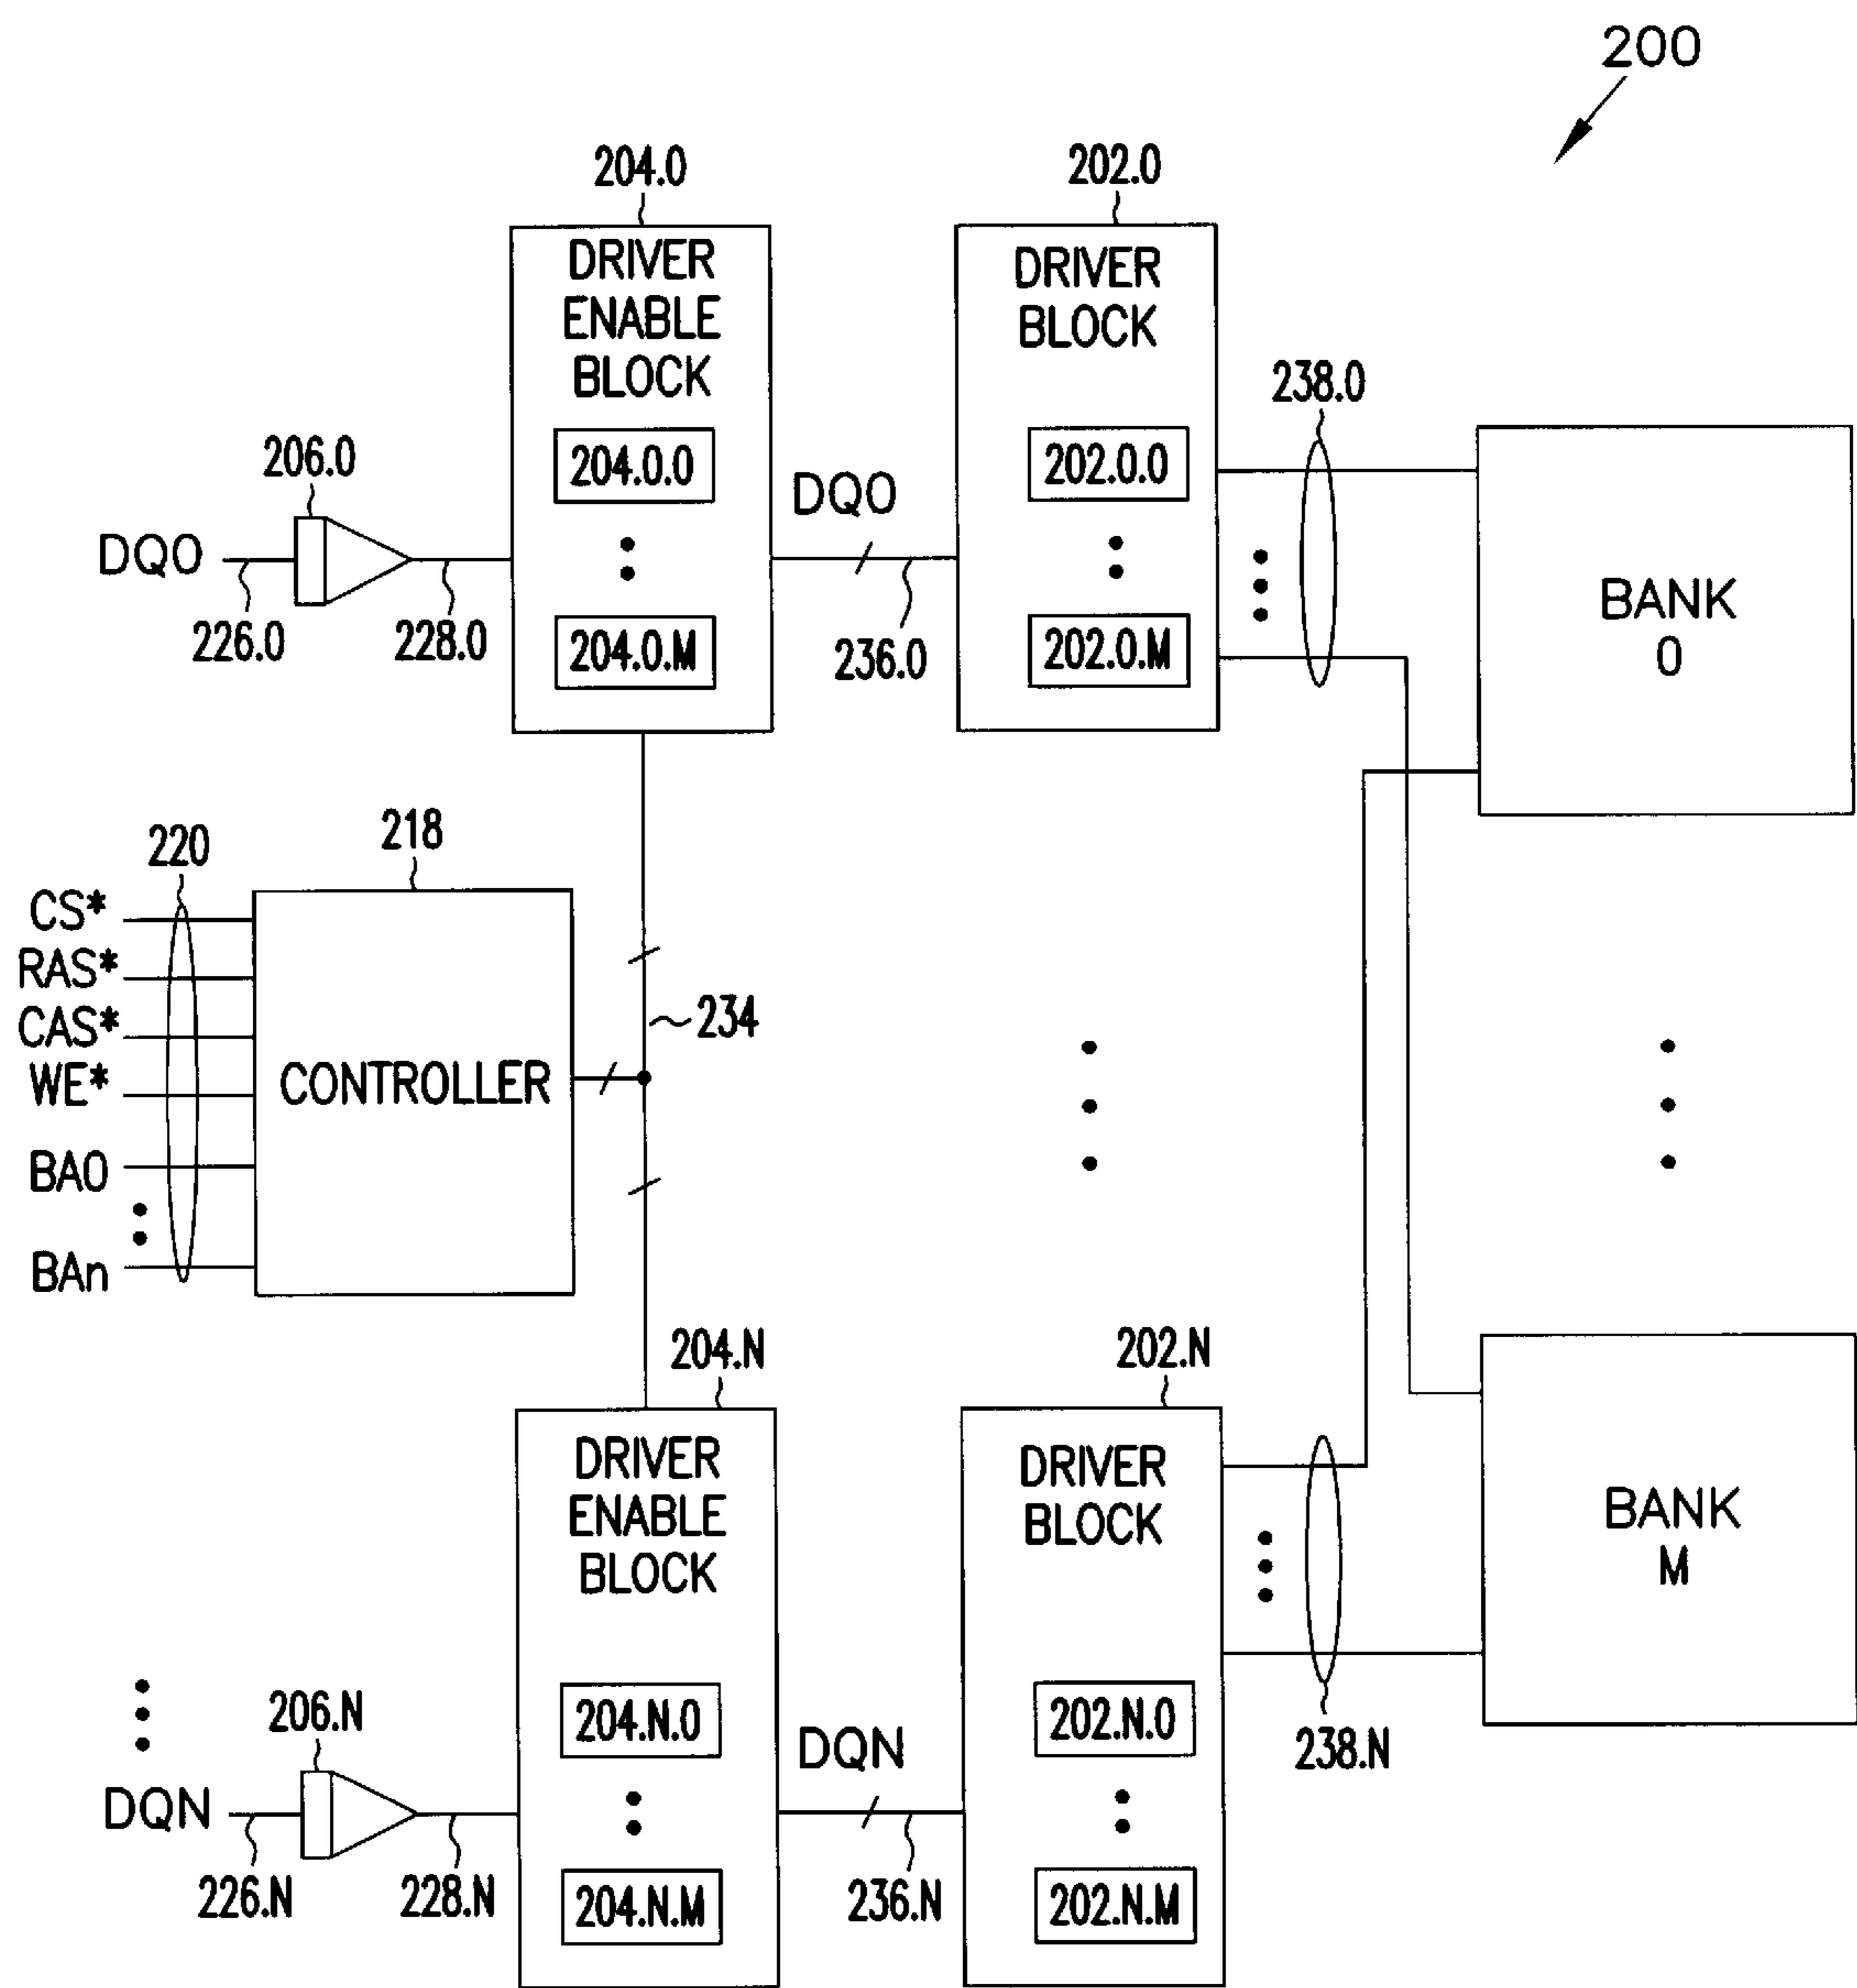 200
204.0
202.0
DRIVER
ENABLE
BLOCK
DRIVER
BLOCK
238.0
206.0
204.0.0
202.0.0
DQ0
DQ0
BANK
0
226.0
228.0
204.0.M
236.0
202.0.M
220
218
CS*
RAS*
CAS*
WE*
BA0
BAn
CONTROLLER
234
204.N
202.N
DRIVER
ENABLE
BLOCK
DRIVER
BLOCK
BANK
M
206.N
204.N.0
202.N.0
238.N
DQN
DQN
226.N
228.N
204.N.M
236.N
202.N.M